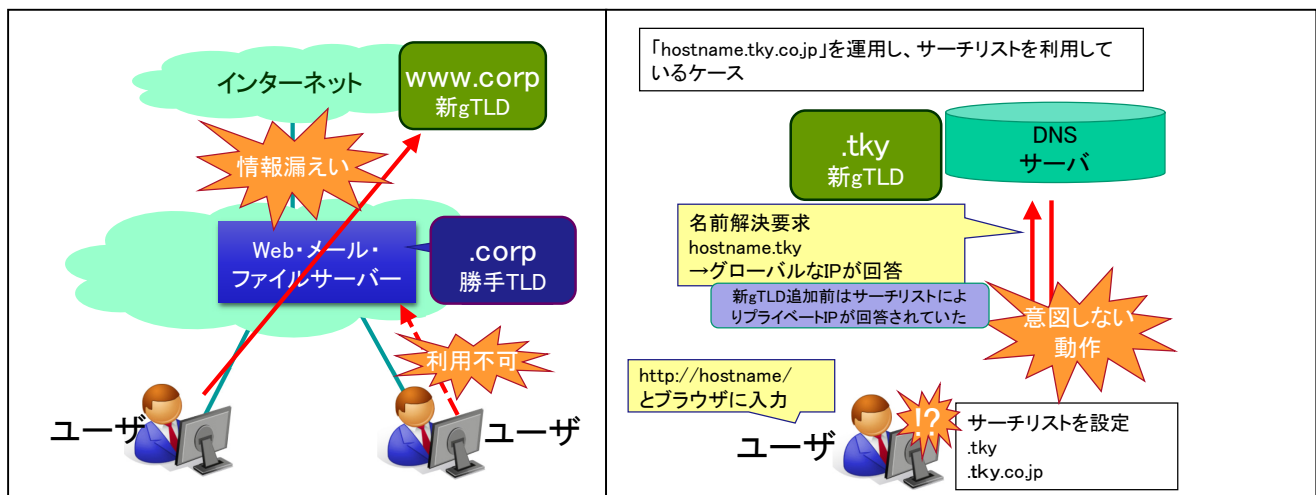 インターネット
www.corp
新gTLD
情報漏えい
Web・メール・
ファイルサーバー
.corp
勝手TLD
利用不可
ユーザ
ユーザ
「hostname.tky.co.jp」を運用し、サーチリストを利用して
いるケース
.tky
新gTLD
DNS
サーバ
名前解決要求
hostname.tky
→グローバルなIPが回答
新gTLD追加前はサーチリストによ
りプライベートIPが回答されていた
意図しない
動作
http://hostname/
とブラウザに入力
ユーザ
!?
サーチリストを設定
.tky
.tky.co.jp